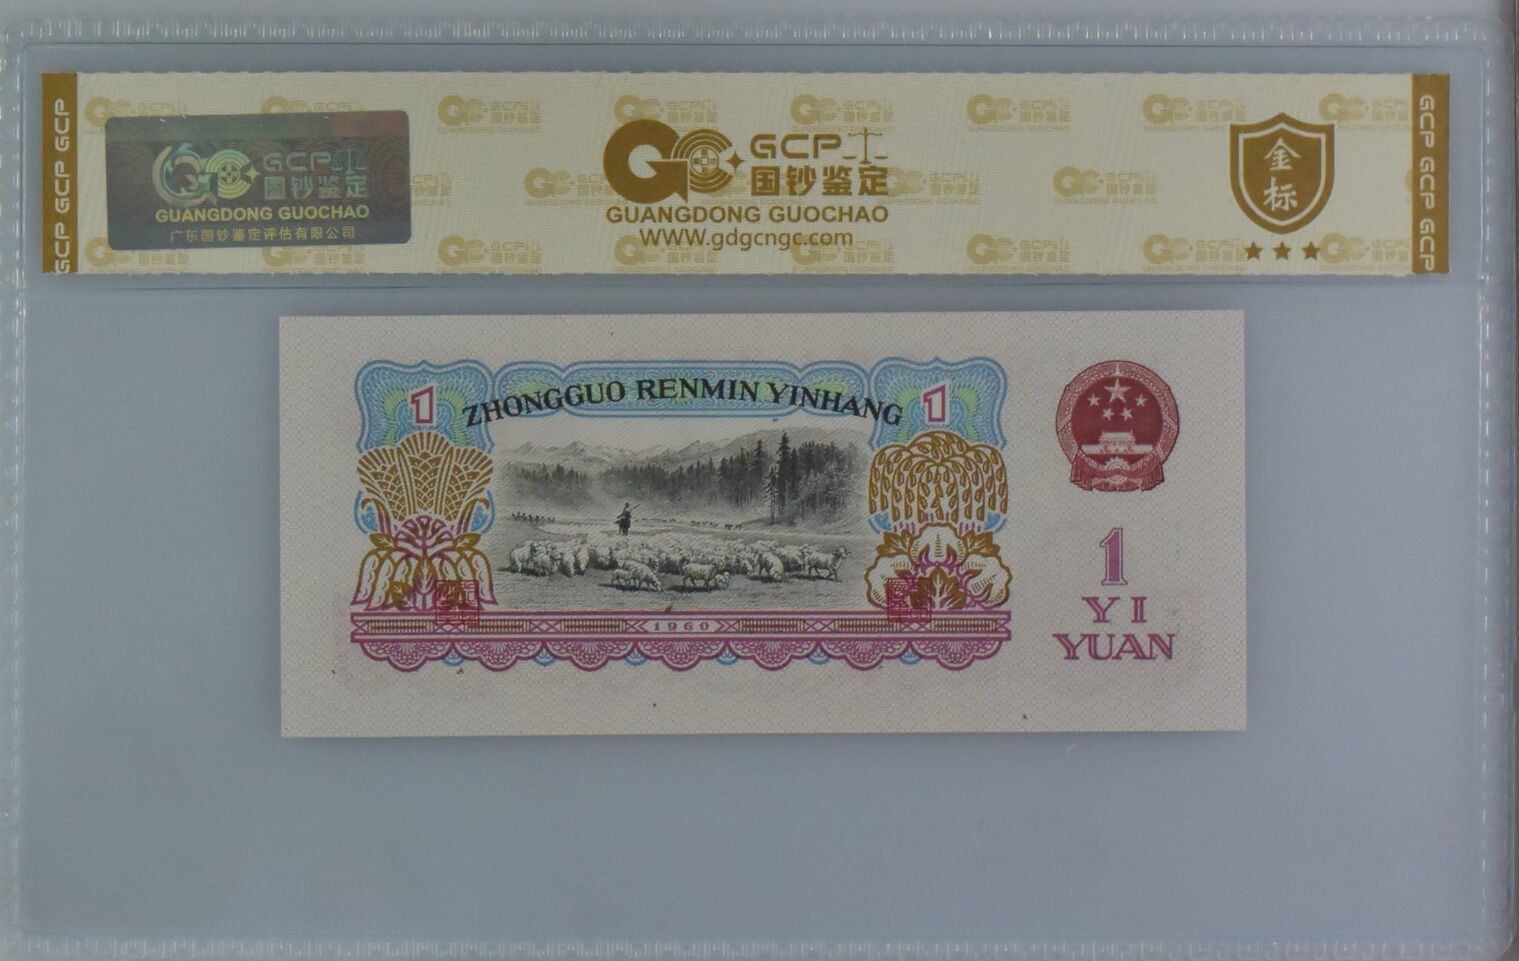 GCP GCP GCP
GCP
国钞鉴定
GUANGDONG GUOCHAO
广东国钞鉴定评估有限公司
GCP
国钞鉴定
GUANGDONG GUOCHAO
WWW.gdgcngc.com
金
标
GCP GCP GCP
1
ZHONGGUO RENMIN YINHANG
1
1960
1
YI
YUAN